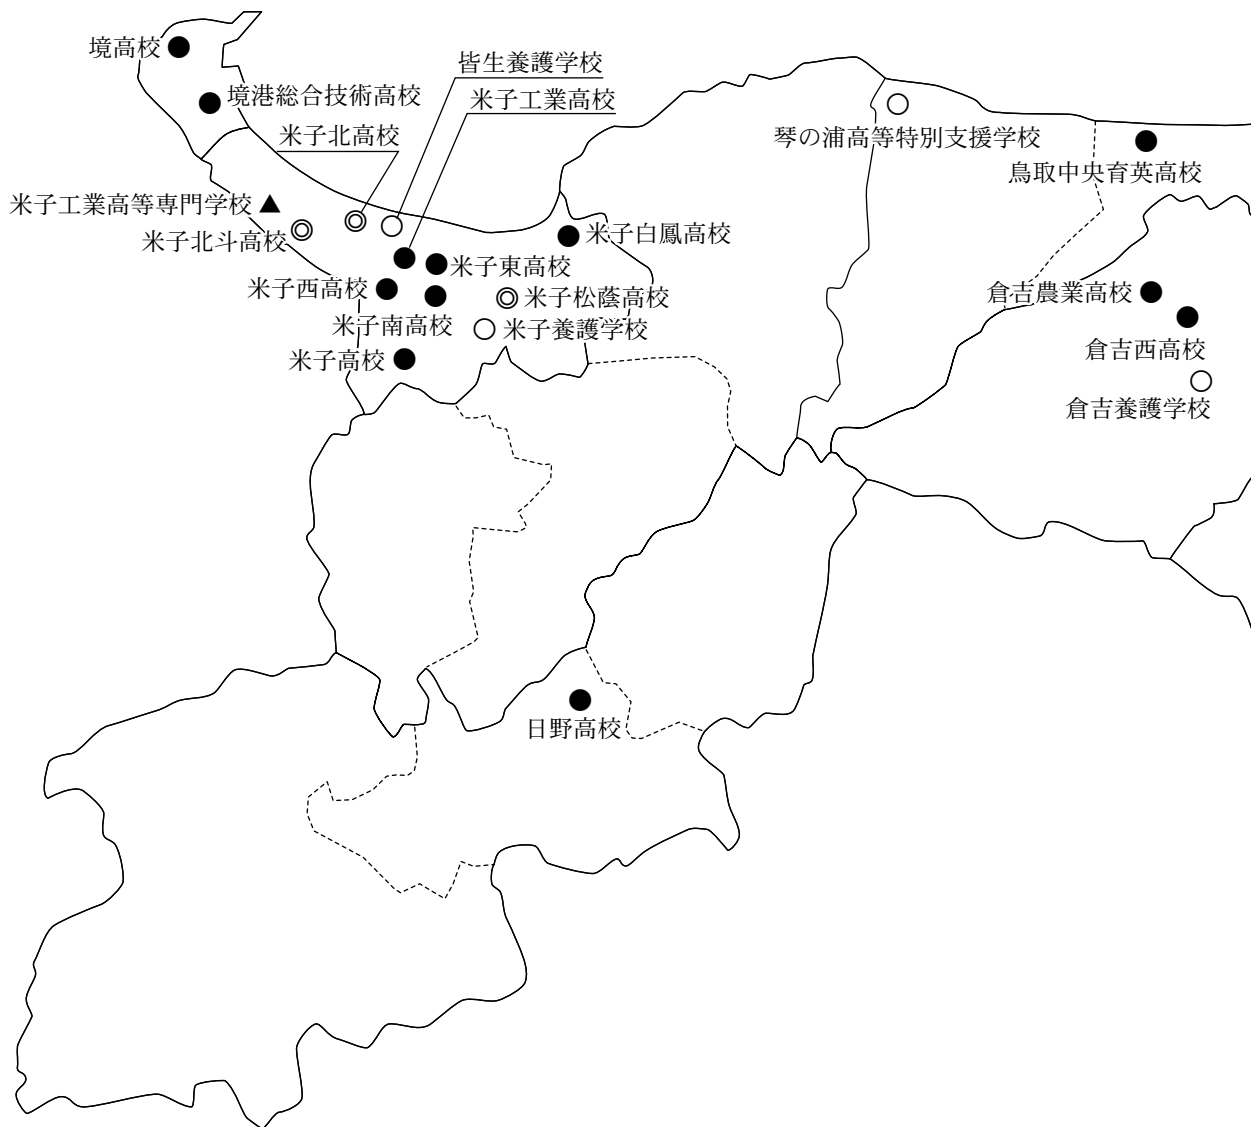 境高校
皆生養護学校
境港総合技術高校
米子工業高校
米子北高校
琴の浦高等特別支援学校
鳥取中央育英高校
米子工業高等専門学校
米子北斗高校
米子白鳳高校
米子東高校
米子西高校
米子松蔭高校
倉吉農業高校
米子南高校
米子養護学校
倉吉西高校
米子高校
倉吉養護学校
日野高校